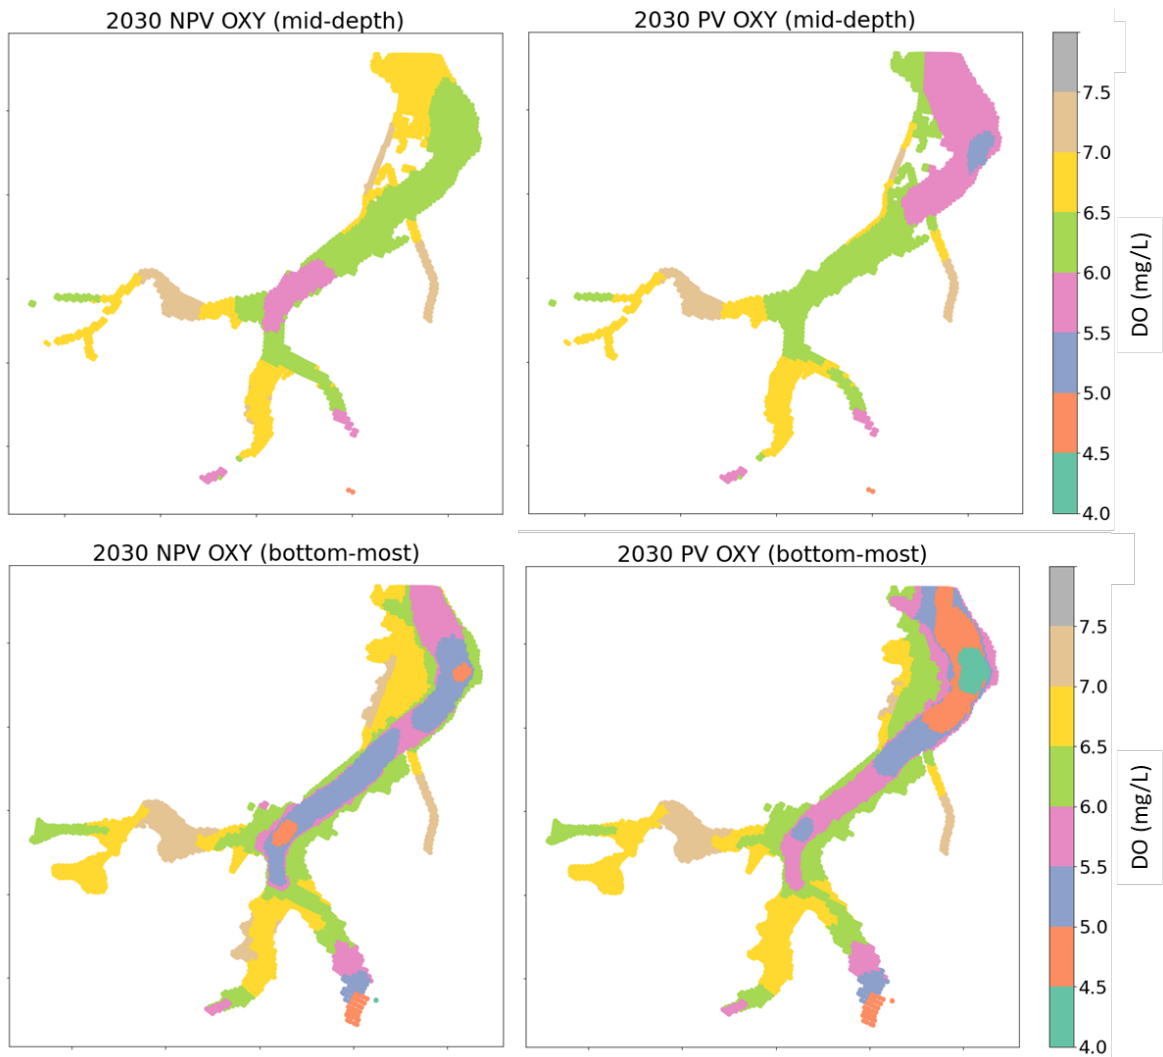 2030 NPV OXY (mid-depth)
2030 PV OXY (mid-depth)
7.5
7.0
6.5
6.0
5.5
5.0
4.5
4.0
DO (mg/L)
2030 NPV OXY (bottom-most)
2030 PV OXY (bottom-most)
7.5
7.0
6.5
6.0
5.5
5.0
4.5
4.0
DO (mg/L)